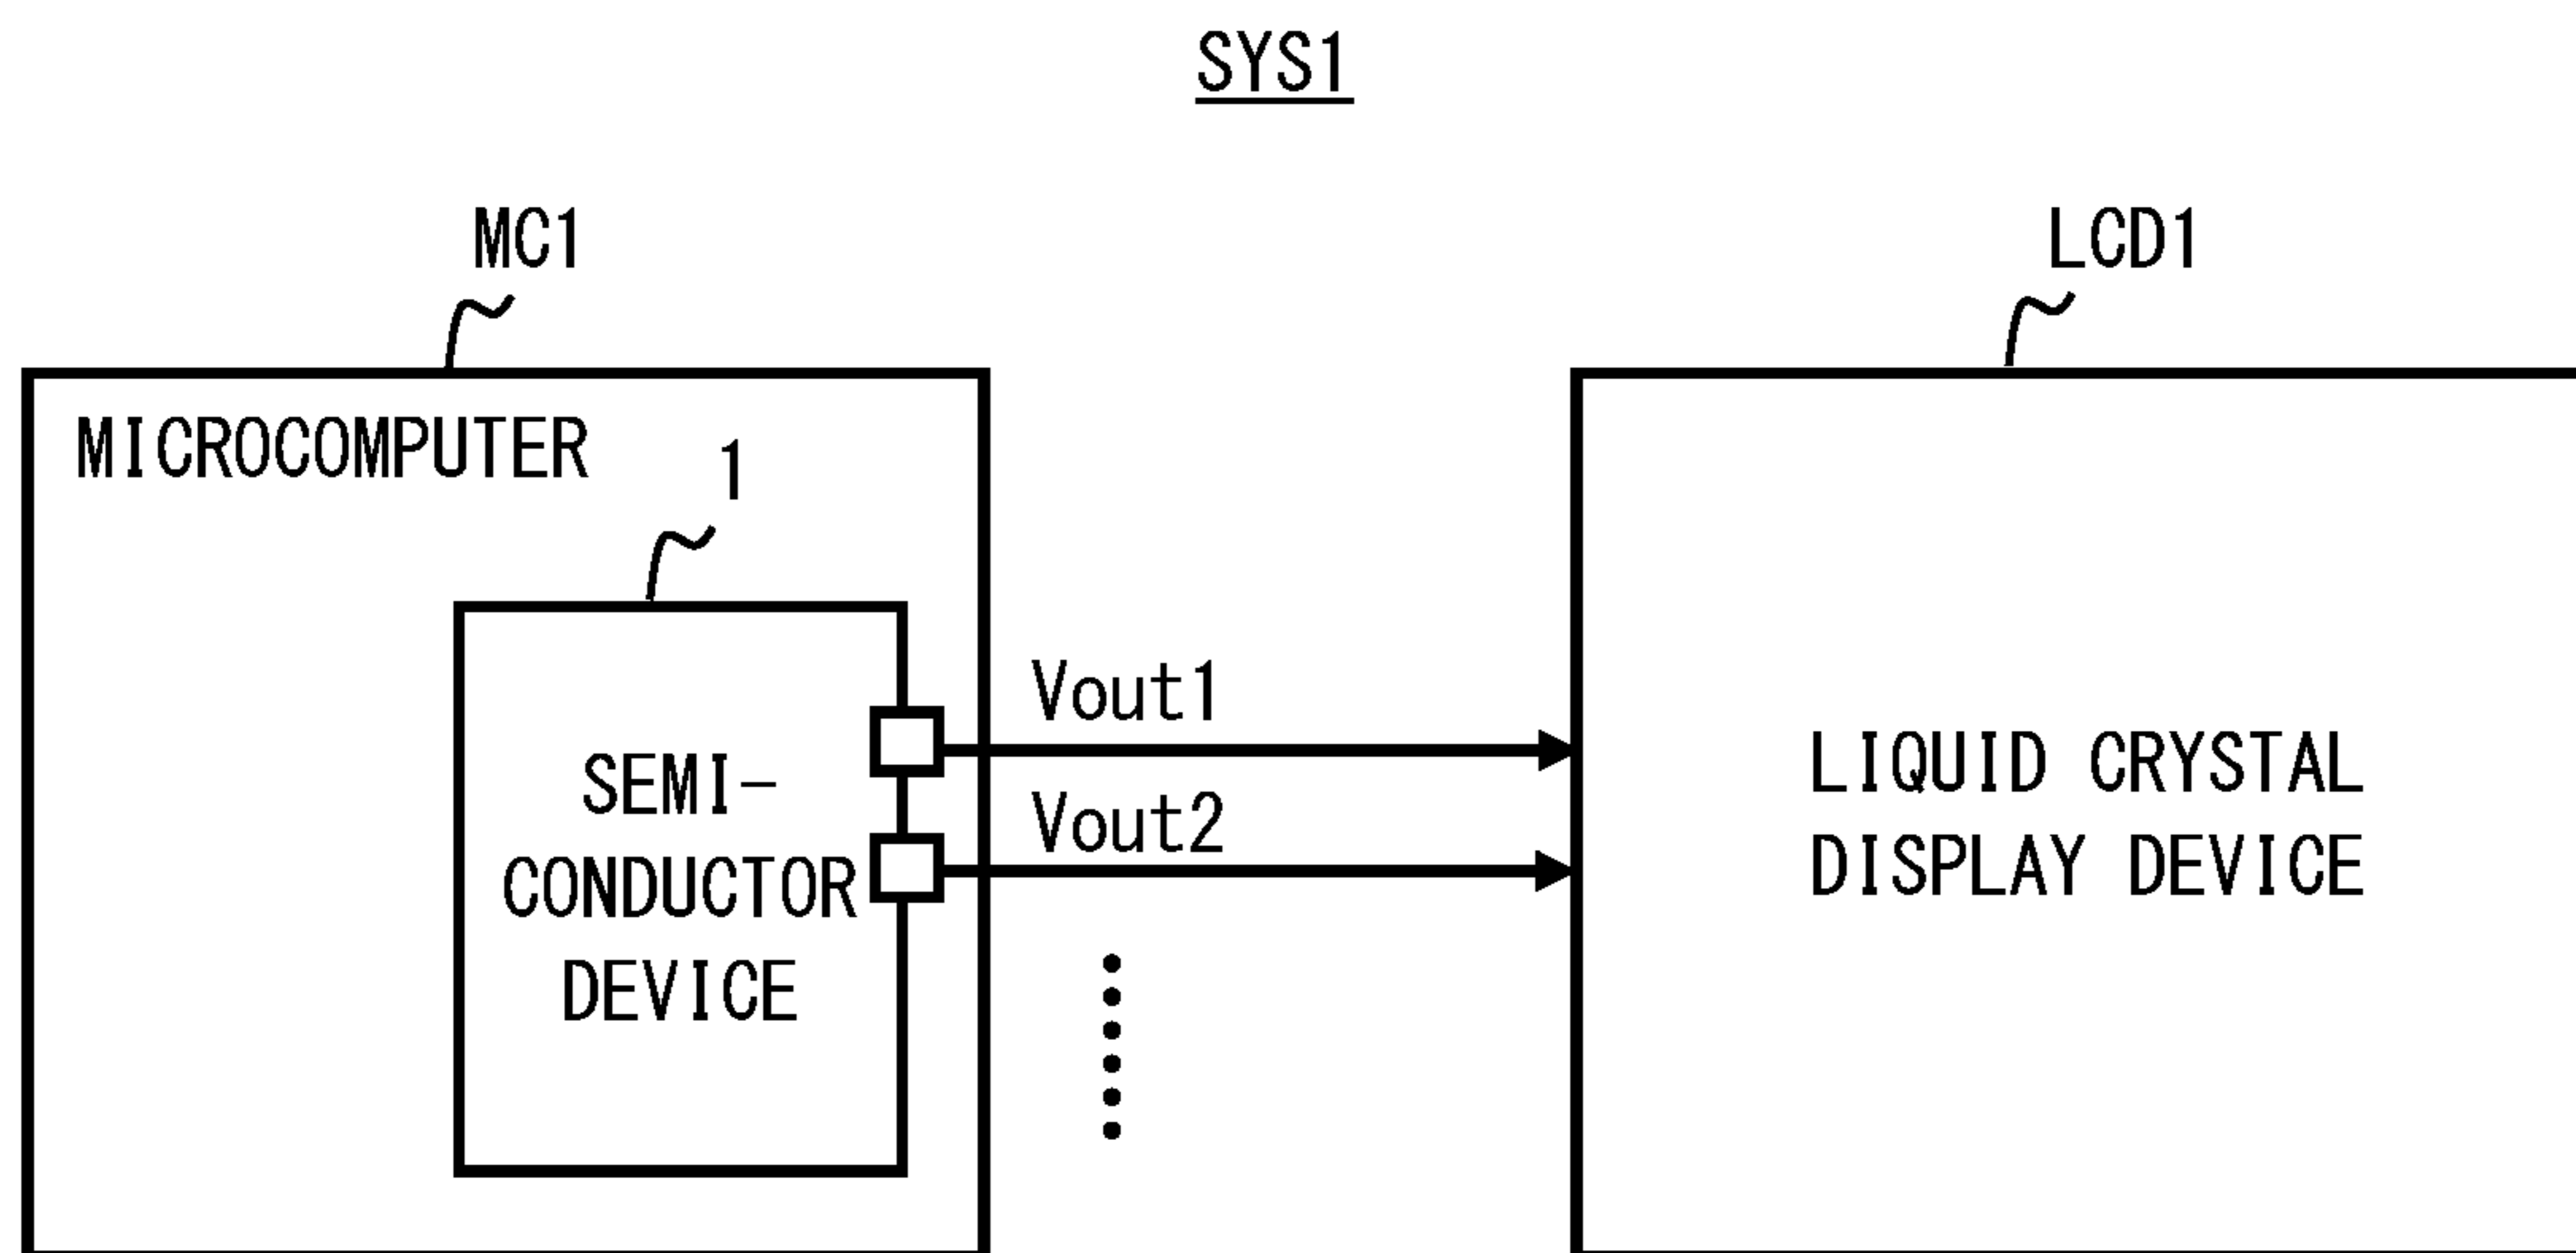 SYS1
MC1
LCD1
MICROCOMPUTER
1
SEMI-
CONDUCTOR
DEVICE
Vout1
Vout2
LIQUID CRYSTAL
DISPLAY DEVICE